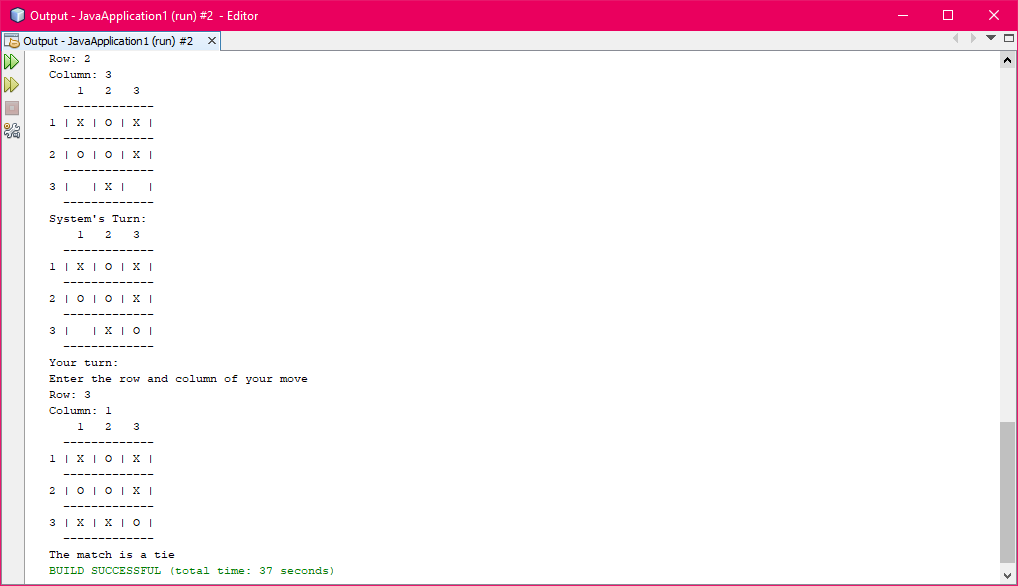 Output - JavaApplication1 (run) #2 - Editor
Output - JavaApplication1 (run) #2
Row: 2
Column: 3
    1   2   3
  -------------
1 | X | O | X |
  -------------
2 | O | O | X |
  -------------
3 |   | X |   |
  -------------
System's Turn:
    1   2   3
  -------------
1 | X | O | X |
  -------------
2 | O | O | X |
  -------------
3 |   | X | O |
  -------------
Your turn:
Enter the row and column of your move
Row: 3
Column: 1
    1   2   3
  -------------
1 | X | O | X |
  -------------
2 | O | O | X |
  -------------
3 | X | X | O |
  -------------
The match is a tie
BUILD SUCCESSFUL (total time: 37 seconds)